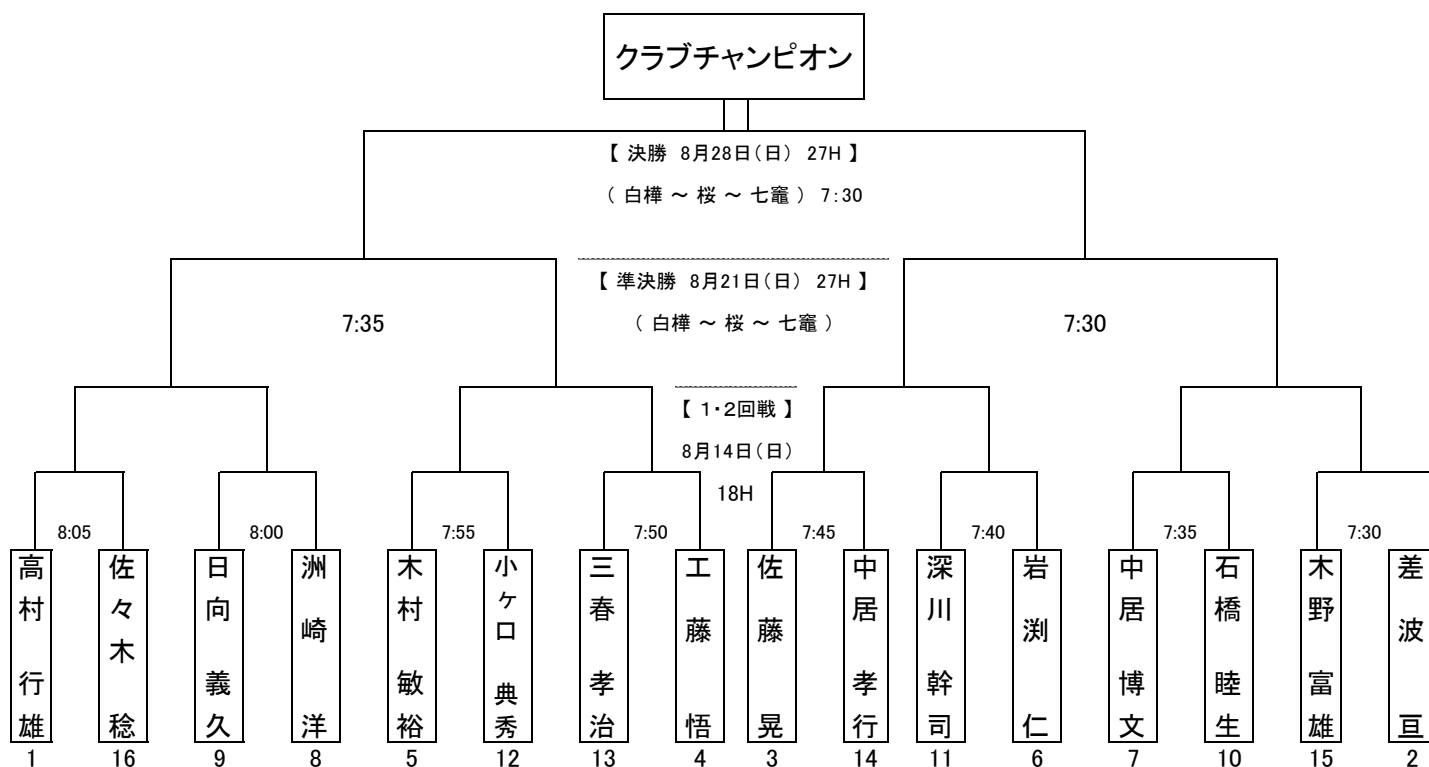 クラブチャンピオン
【 決勝 8月28日（日） 27H 】
（ 白樺 ～ 桜 ～ 七竈 ） 7：30
【 準決勝 8月21日（日） 27H 】
（ 白樺 ～ 桜 ～ 七竈 ）
7:35
7:30
【 1・2回戦 】
8月14日（日）
18H
8:05
8:00
7:55
7:50
7:45
7:40
7:35
7:30
高村 行雄
佐々木 稔
日向 義久
洲崎 洋
木村 敏裕
小ヶ口 典秀
三春 孝治
工藤 悟
佐藤 晃
中居 孝行
深川 幹司
岩渕 仁
中居 博文
石橋 睦生
木野 富雄
差波 亘
1
16
9
8
5
12
13
4
3
14
11
6
7
10
15
2